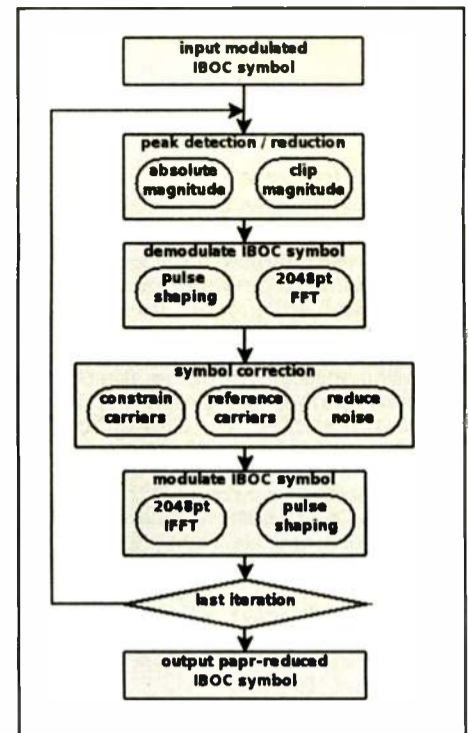 input modulated
IBOC symbol
peak detection / reduction
absolute
magnitude
clip
magnitude
demodulate IBOC symbol
pulse
shaping
2048pt
FFT
symbol correction
constrain
carriers
reference
carriers
reduce
noise
modulate IBOC symbol
2048pt
IFFT
pulse
shaping
last iteration
output papr-reduced
IBOC symbol